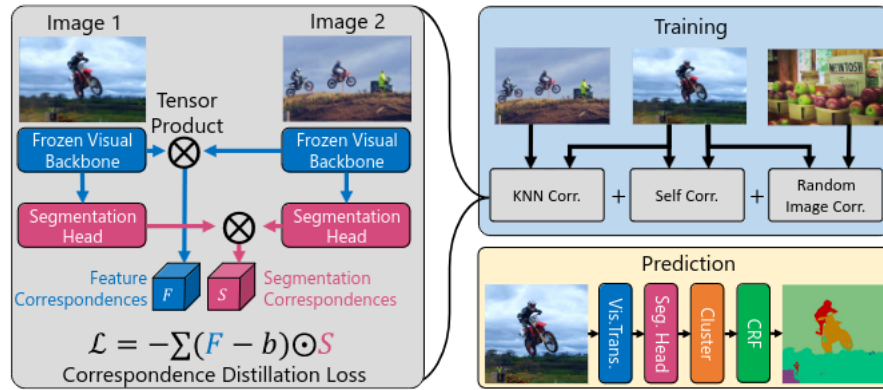 Image 1
Image 2
Tensor
Product
Frozen Visual
Backbone
Frozen Visual
Backbone
Segmentation
Head
Segmentation
Head
Feature
Correspondences
F
S
Segmentation
Correspondences
ℒ = −∑(F − b)⊙S
Correspondence Distillation Loss
Training
MCINTOSH
KNN Corr.
+
Self Corr.
+
Random
Image Corr.
Prediction
Vis.Trans.
Seg. Head
Cluster
CRF